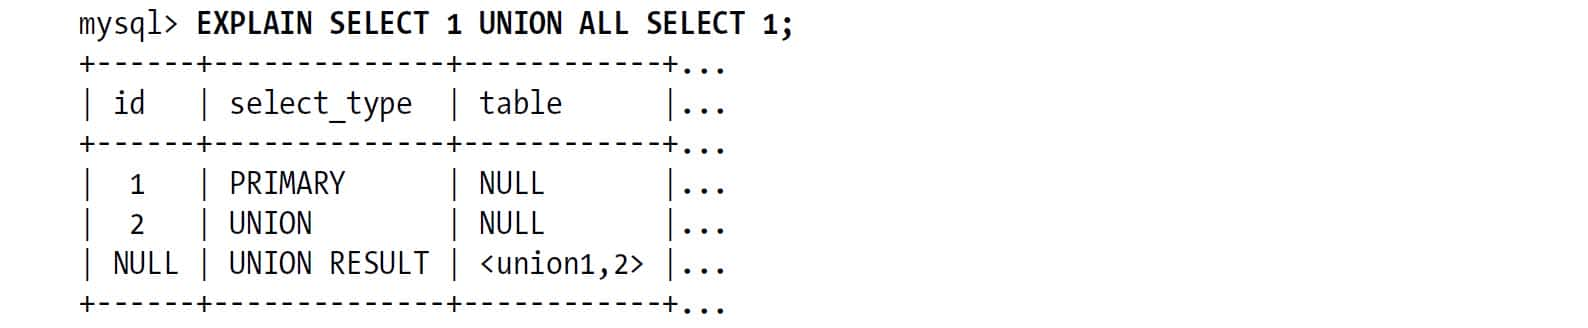 mysql> EXPLAIN SELECT 1 UNION ALL SELECT 1;
+------+--------------+------------+...
| id   | select_type  | table      |...
+------+--------------+------------+...
|  1   | PRIMARY      | NULL       |...
|  2   | UNION        | NULL       |...
| NULL | UNION RESULT | <union1,2> |...
+------+--------------+------------+...